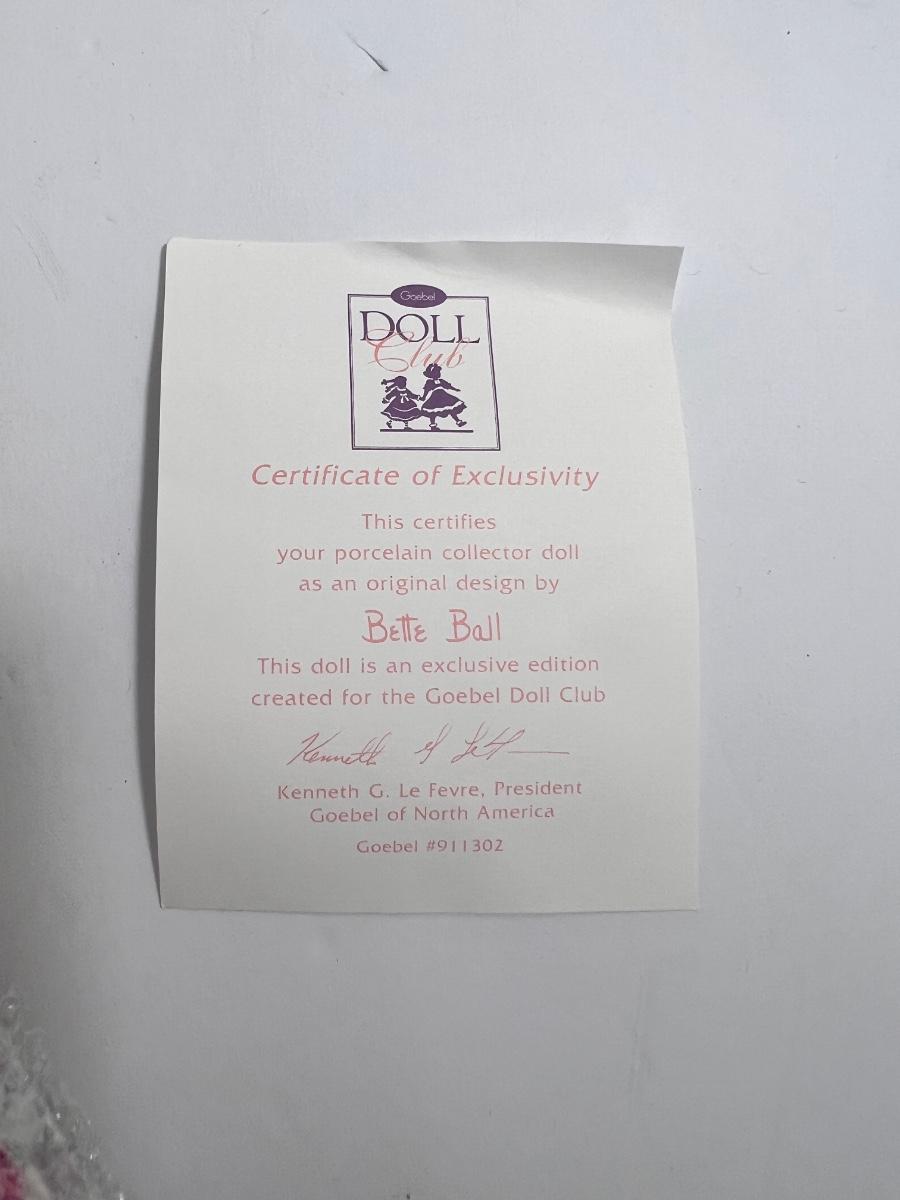 Goebel
DOLL
Club
Certificate of Exclusivity
This certifies
your porcelain collector doll
as an original design by
Bette Ball
This doll is an exclusive edition
created for the Goebel Doll Club
Kenneth G. Le Fevre, President
Goebel of North America
Goebel #911302